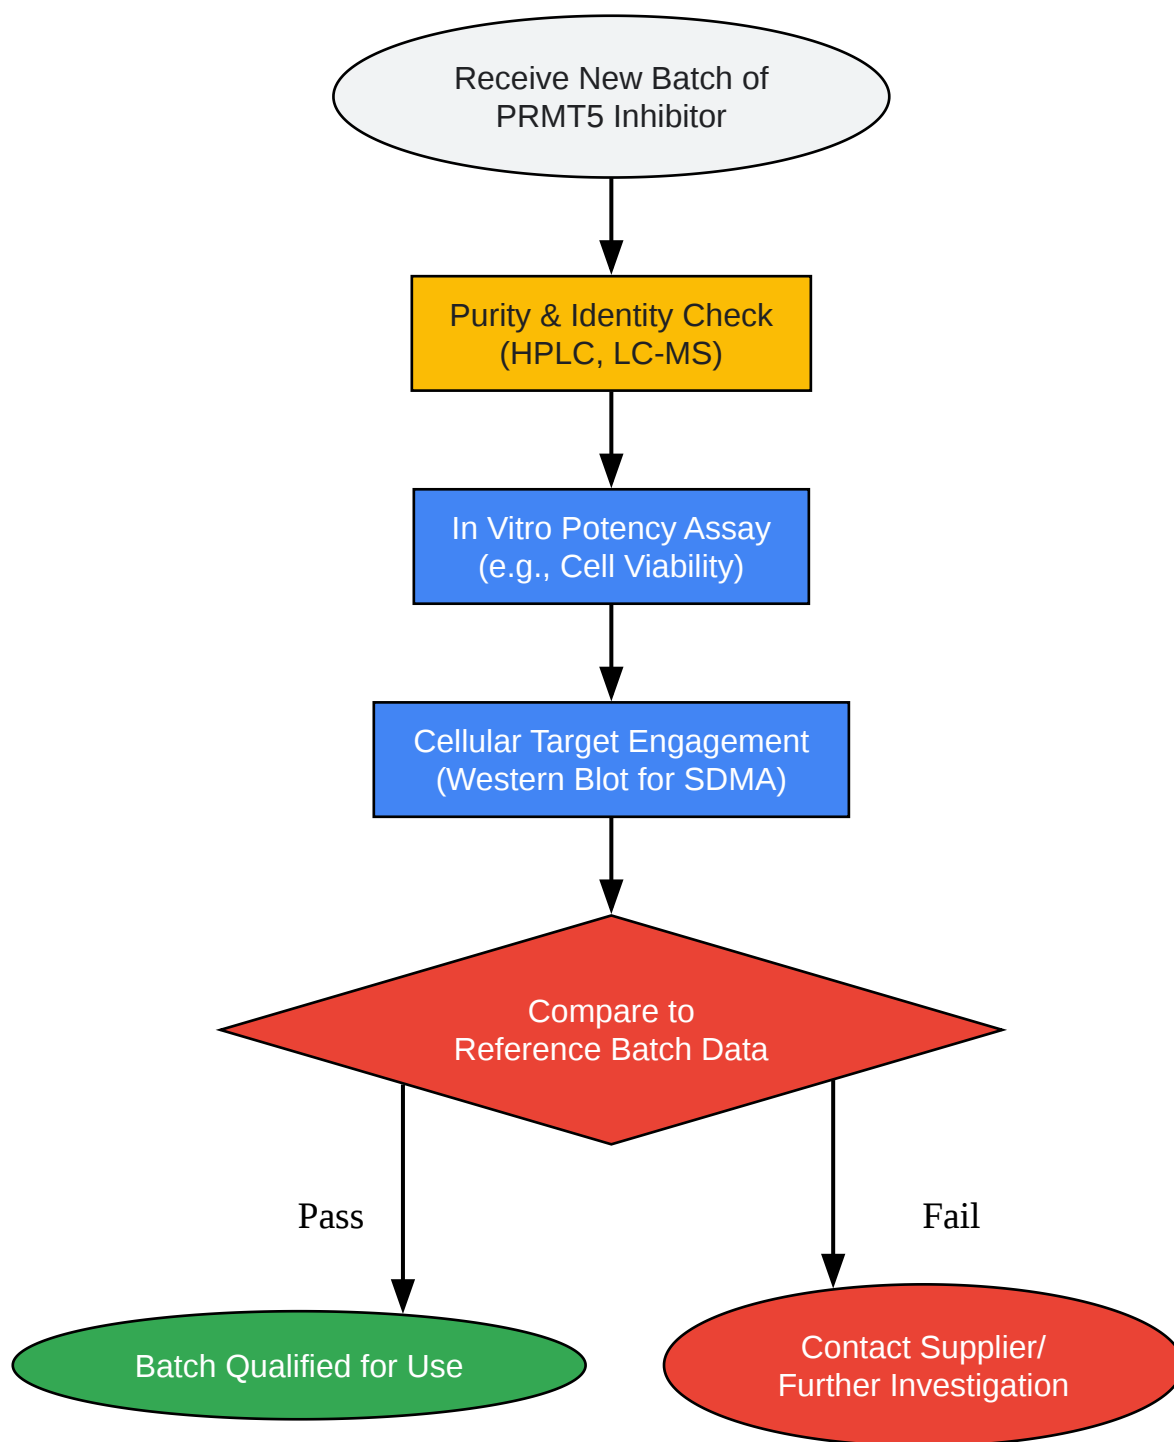 Receive New Batch of
PRMT5 Inhibitor
Purity & Identity Check
(HPLC, LC-MS)
In Vitro Potency Assay
(e.g., Cell Viability)
Cellular Target Engagement
(Western Blot for SDMA)
Compare to
Reference Batch Data
Pass
Fail
Batch Qualified for Use
Contact Supplier/
Further Investigation